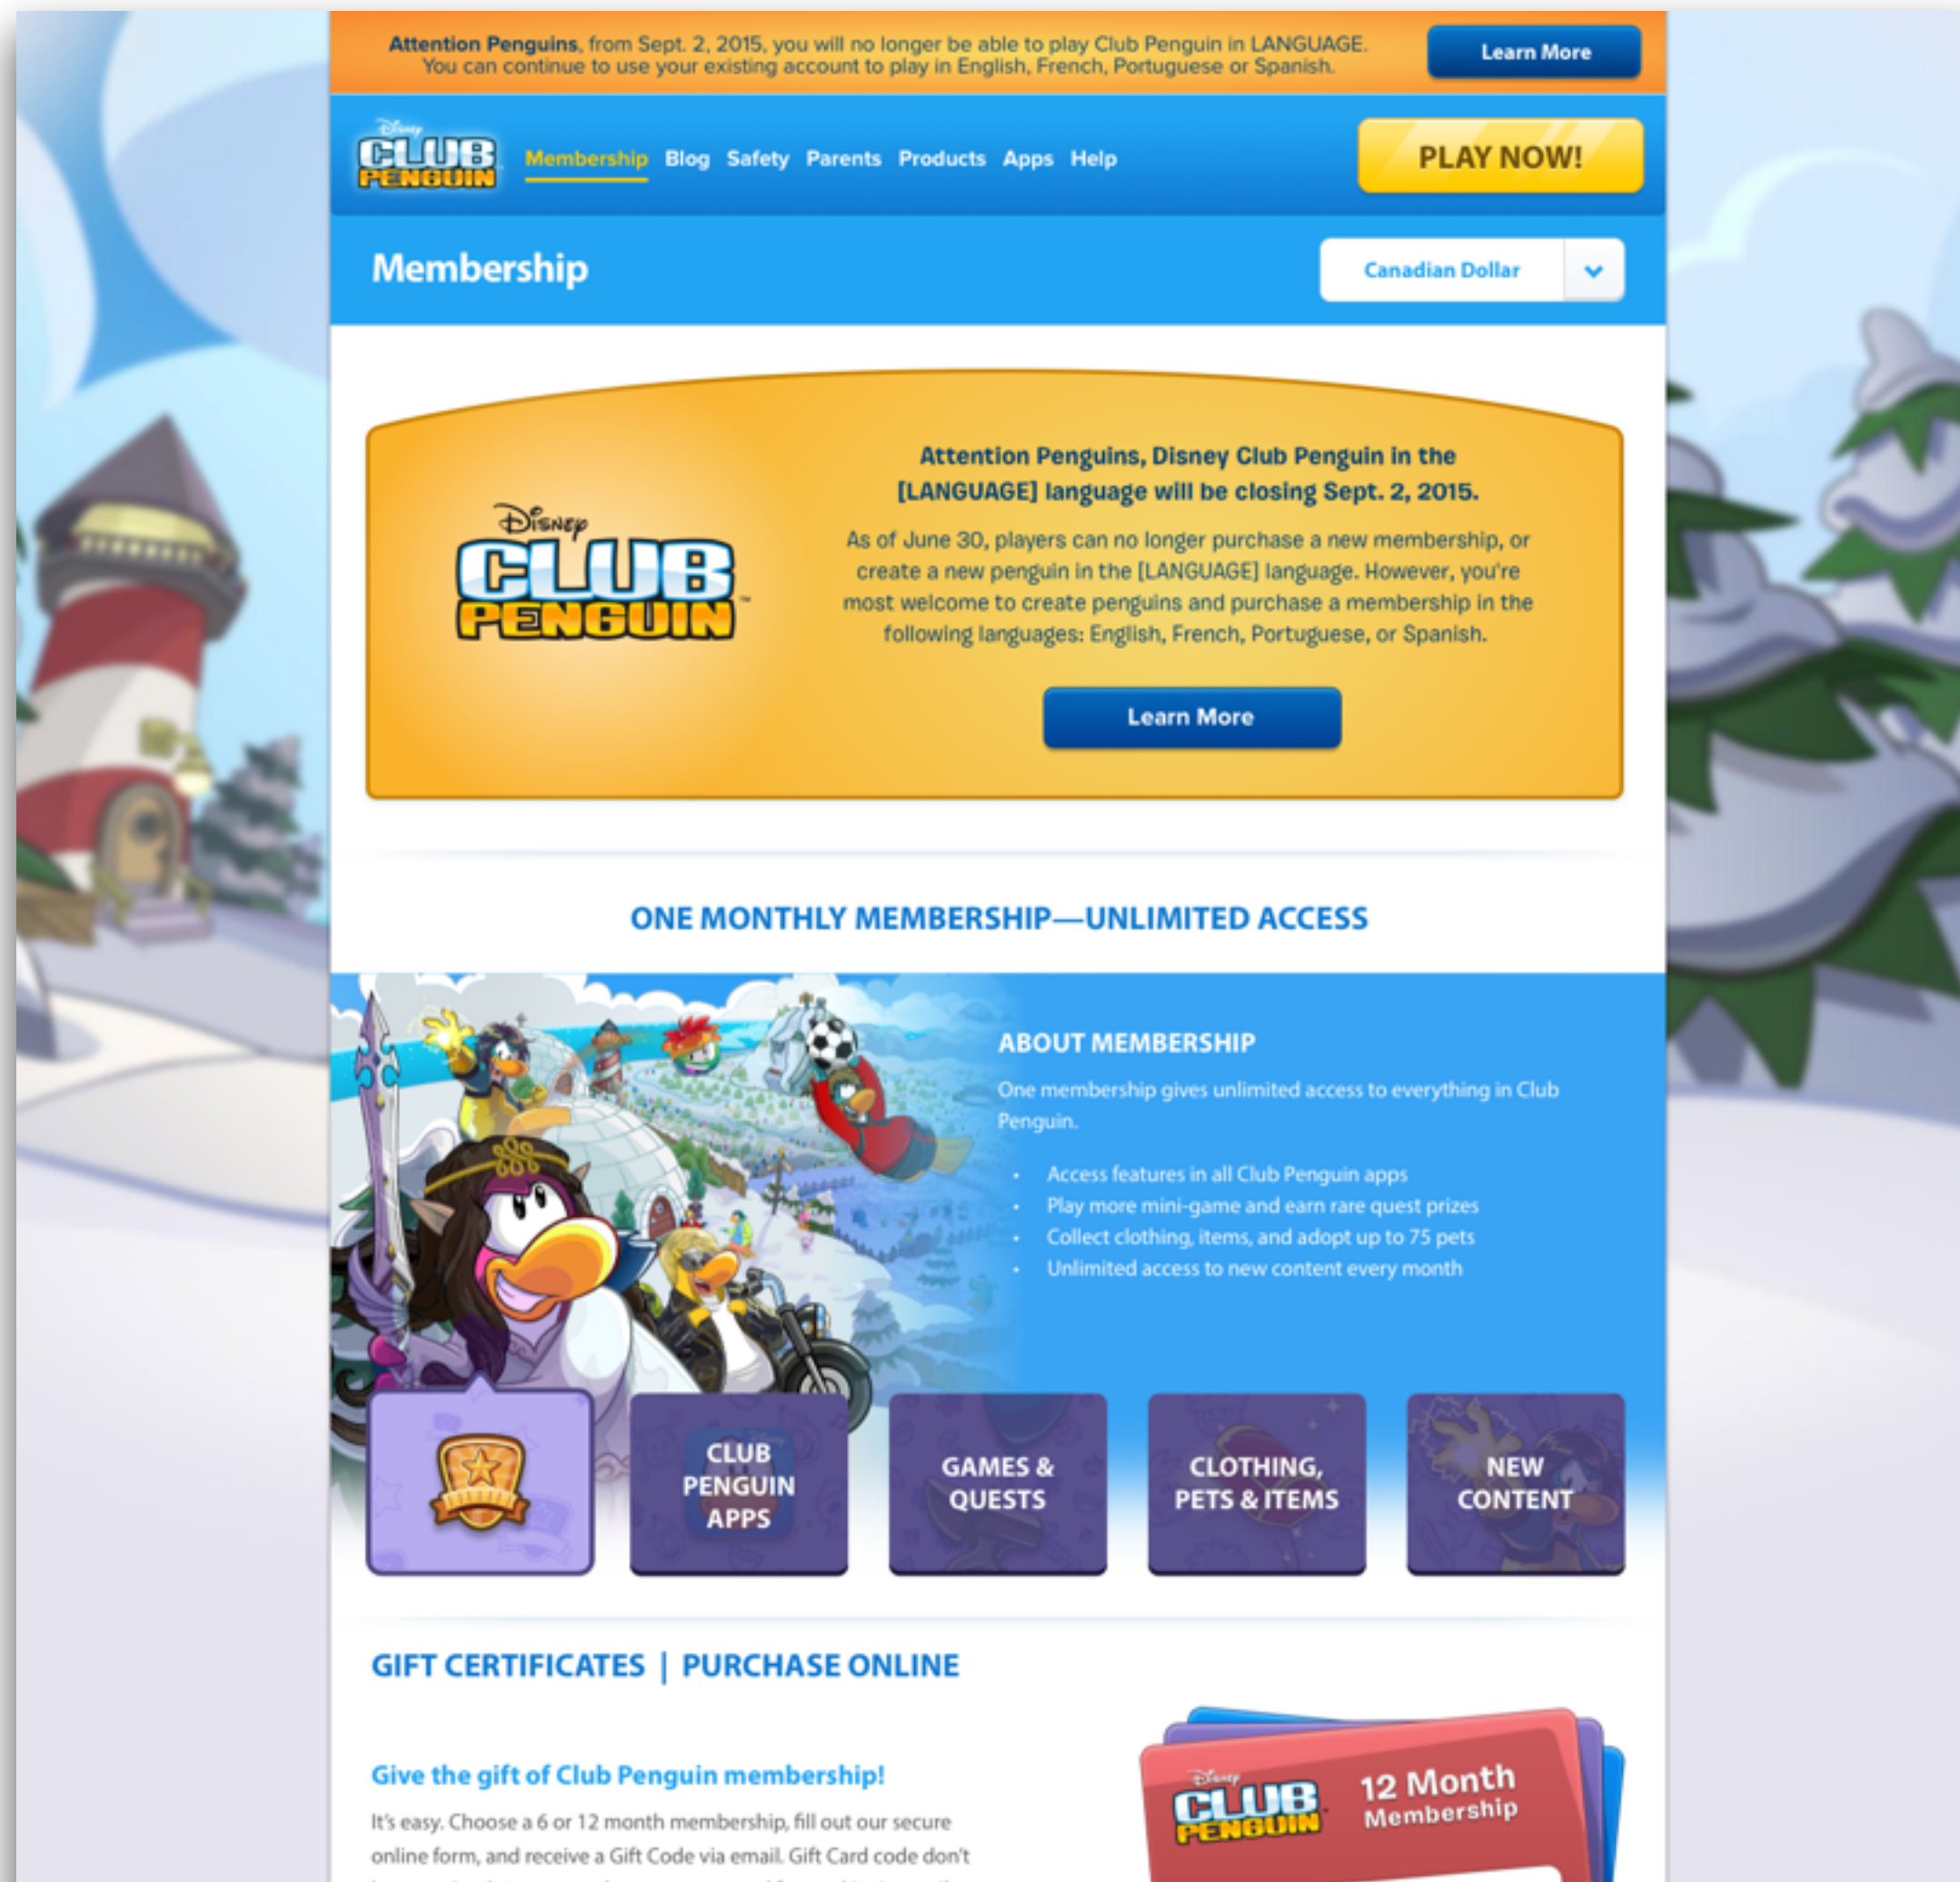 Attention Penguins, from Sept. 2, 2015, you will no longer be able to play Club Penguin in LANGUAGE.
You can continue to use your existing account to play in English, French, Portuguese or Spanish.
Learn More
Disney
CLUB
PENGUIN
Membership Blog Safety Parents Products Apps Help
PLAY NOW!
Membership
Canadian Dollar
Attention Penguins, Disney Club Penguin in the
[LANGUAGE] language will be closing Sept. 2, 2015.
Disney
CLUB
PENGUIN
™
As of June 30, players can no longer purchase a new membership, or
create a new penguin in the [LANGUAGE] language. However, you're
most welcome to create penguins and purchase a membership in the
following languages: English, French, Portuguese, or Spanish.
Learn More
ONE MONTHLY MEMBERSHIP—UNLIMITED ACCESS
ABOUT MEMBERSHIP
One membership gives unlimited access to everything in Club
Penguin.
• Access features in all Club Penguin apps
• Play more mini-game and earn rare quest prizes
• Collect clothing, items, and adopt up to 75 pets
• Unlimited access to new content every month
CLUB
PENGUIN
APPS
GAMES &
QUESTS
CLOTHING,
PETS & ITEMS
NEW
CONTENT
GIFT CERTIFICATES | PURCHASE ONLINE
Give the gift of Club Penguin membership!
It's easy. Choose a 6 or 12 month membership, fill out our secure
online form, and receive a Gift Code via email. Gift Card code don't
Disney
CLUB
PENGUIN
12 Month
Membership